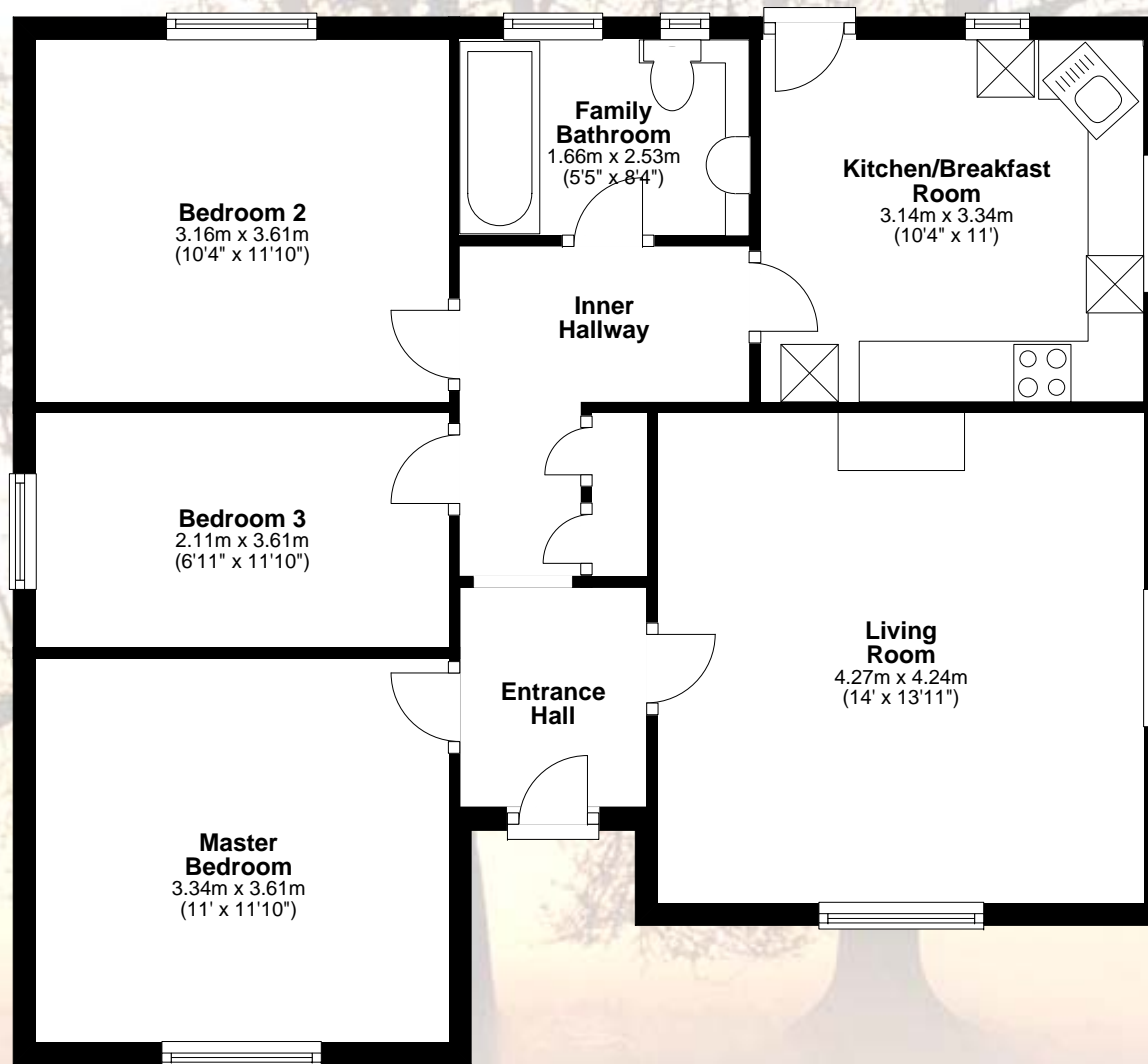 Family
Bathroom
1.66m x 2.53m
(5'5" x 8'4")
Kitchen/Breakfast
Room
3.14m x 3.34m
(10'4" x 11')
Bedroom 2
3.16m x 3.61m
(10'4" x 11'10")
Inner
Hallway
Bedroom 3
2.11m x 3.61m
(6'11" x 11'10")
Living
Room
4.27m x 4.24m
(14' x 13'11")
Entrance
Hall
Master
Bedroom
3.34m x 3.61m
(11' x 11'10")